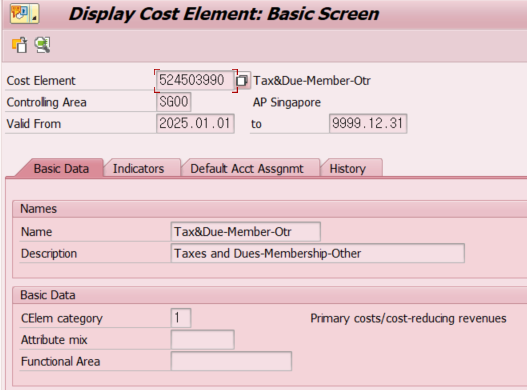 Display Cost Element: Basic Screen
Cost Element 524503990 Tax&Due-Member-Otr
Controlling Area SG00 AP Singapore
Valid From 2025.01.01 to 9999.12.31
Basic Data Indicators Default Acct Assgnmt History
Names
Name Tax&Due-Member-Otr
Description Taxes and Dues-Membership-Other
Basic Data
CElem category 1 Primary costs/cost-reducing revenues
Attribute mix
Functional Area